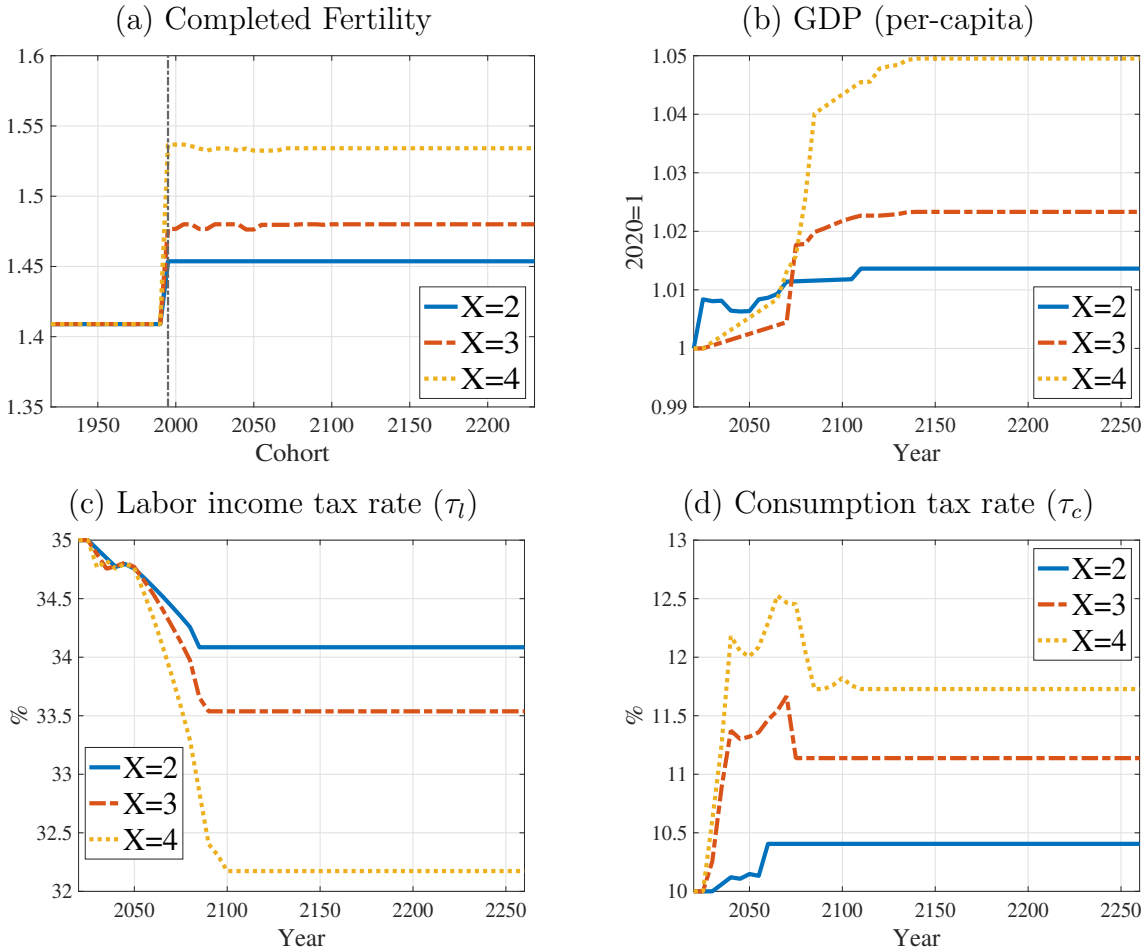 (a) Completed Fertility
1.6
1.55
1.5
1.45
1.4
1.35
1950
2000
2050
2100
2150
2200
Cohort
X=2
X=3
X=4
(b) GDP (per-capita)
1.05
1.04
1.03
1.02
1.01
1
0.99
2020=1
2050
2100
2150
2200
2250
Year
X=2
X=3
X=4
(c) Labor income tax rate (τl)
35
34.5
34
33.5
33
32.5
32
%
2050
2100
2150
2200
2250
Year
X=2
X=3
X=4
(d) Consumption tax rate (τc)
13
12.5
12
11.5
11
10.5
10
%
2050
2100
2150
2200
2250
Year
X=2
X=3
X=4